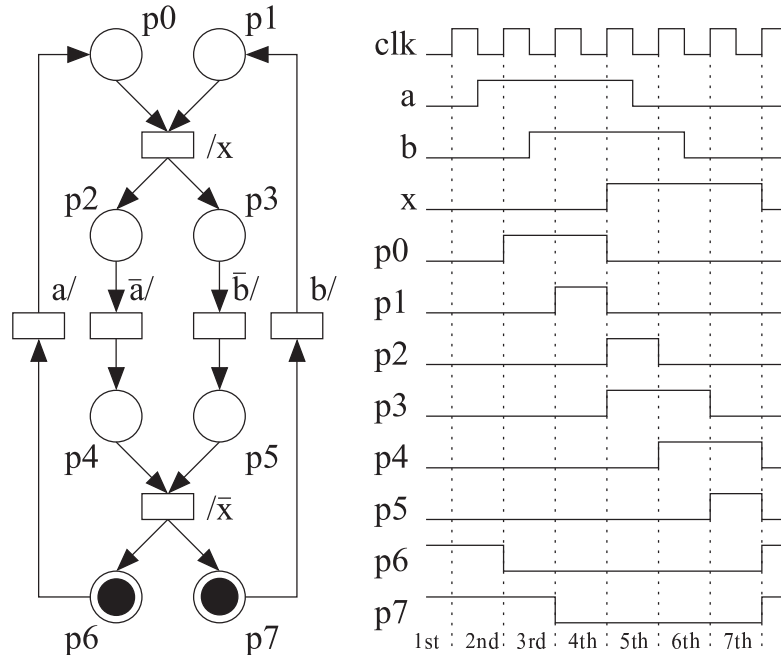 p0 p1
/x
p2 p3
a/ a̅/ b̅/ b/
p4 p5
/x̅
p6 p7
clk
a
b
x
p0
p1
p2
p3
p4
p5
p6
p7
1st 2nd 3rd 4th 5th 6th 7th